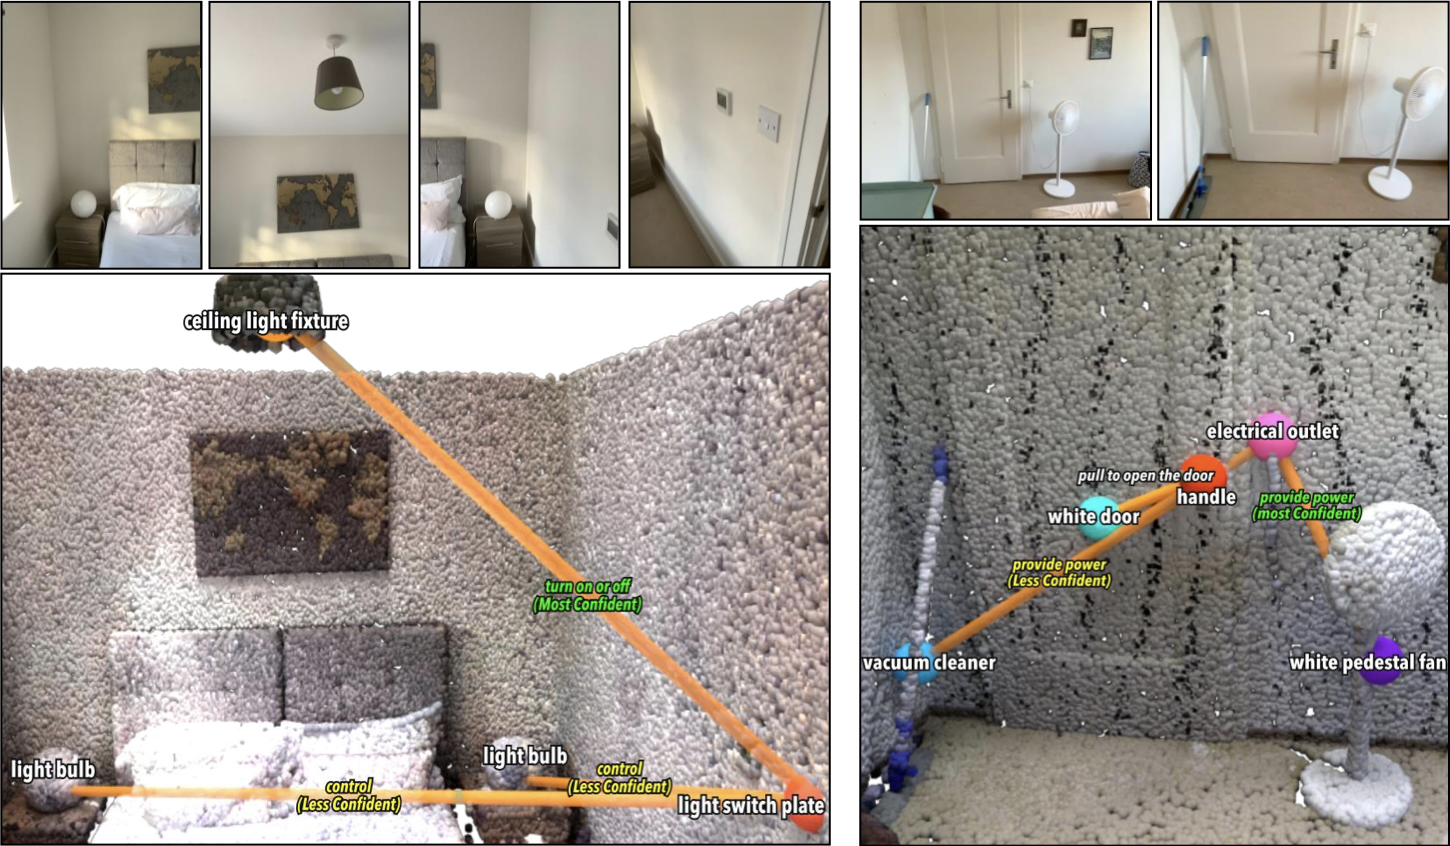 ceiling light fixture
turn on or off
(Most Confident)
light bulb
light bulb
control
(Less Confident)
control
(Less Confident)
light switch plate
electrical outlet
pull to open the door
handle
provide power
(most Confident)
white door
provide power
(Less Confident)
vacuum cleaner
white pedestal fan